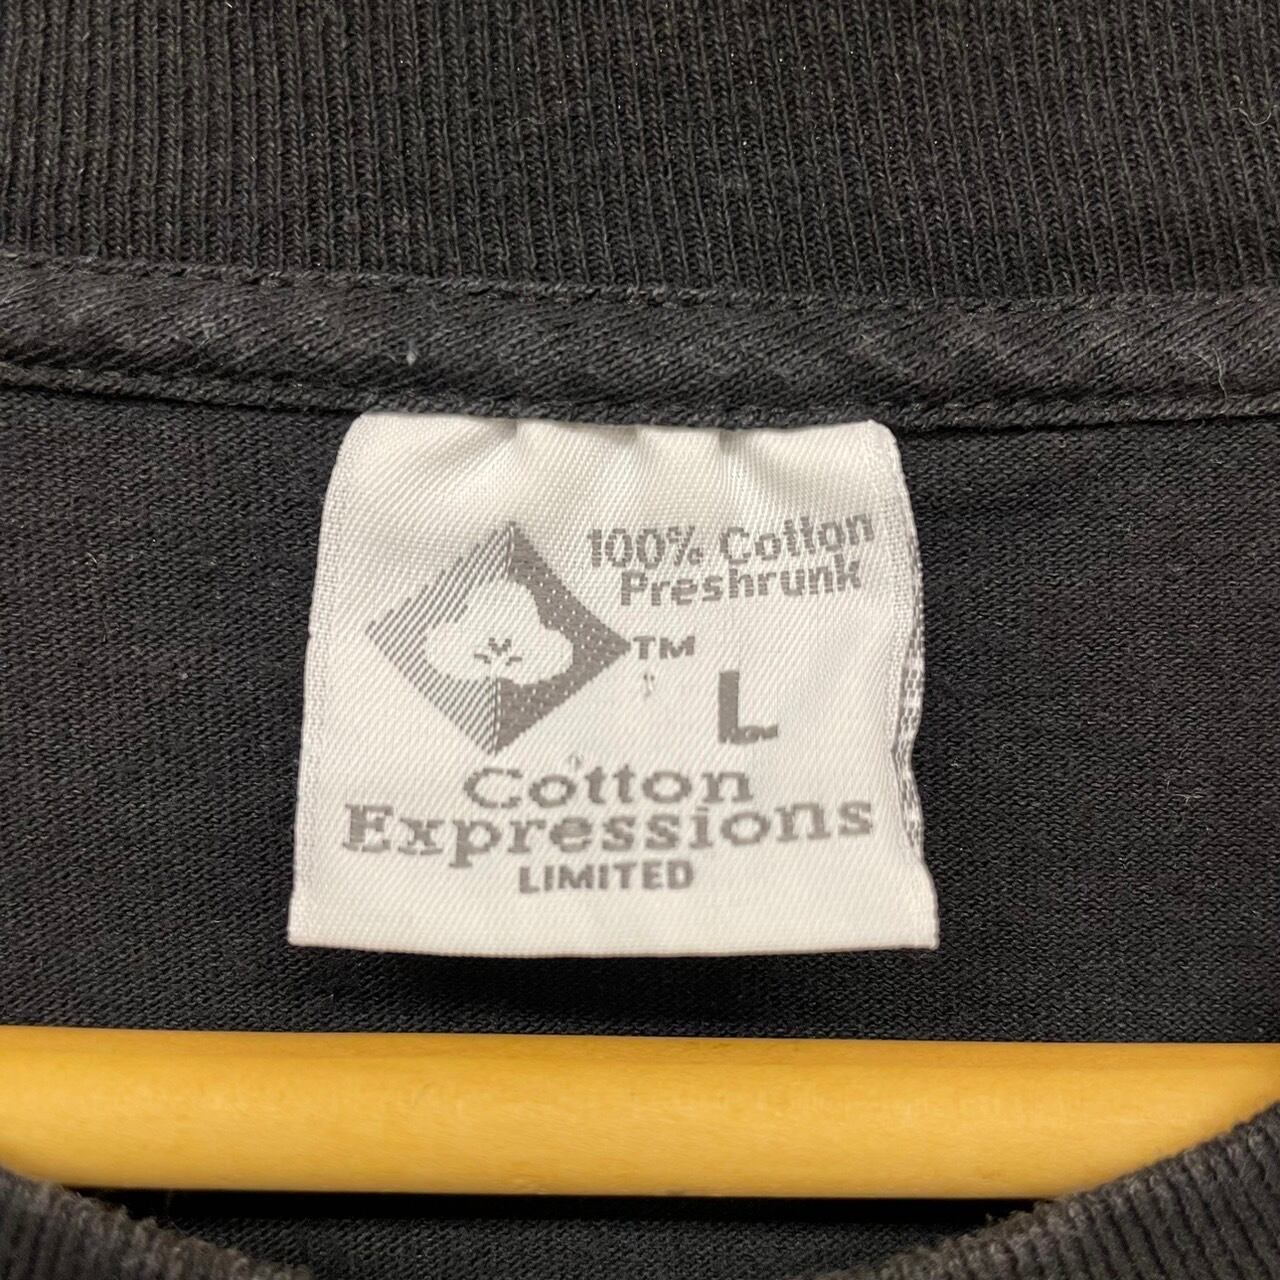 100% Cotton
Preshrunk
TM
L
Cotton
Expressions
LIMITED